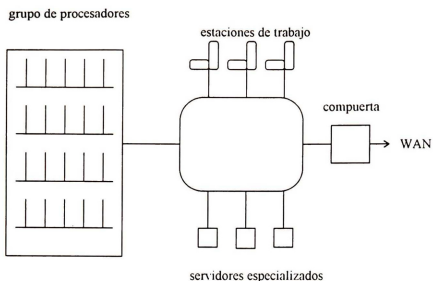 grupo de procesadores
estaciones de trabajo
compuerta
WAN
servidores especializados